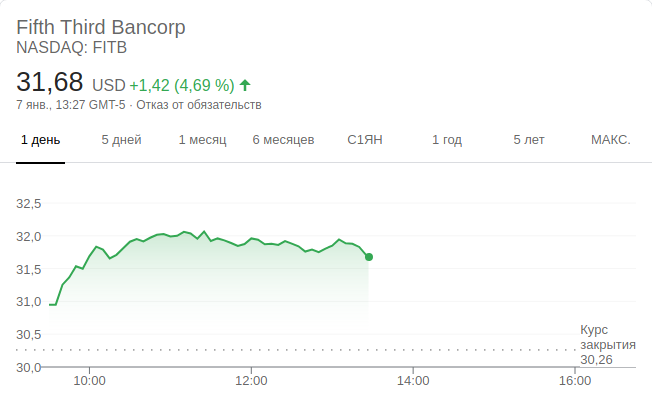 Fifth Third Bancorp
NASDAQ: FITB
31,68 USD +1,42 (4,69 %)
7 янв., 13:27 GMT-5 · Отказ от обязательств
1 день 5 дней 1 месяц 6 месяцев С1ЯН 1 год 5 лет МАКС.
32,5
32,0
31,5
31,0
30,5
30,0
Курс
закрытия
30,26
10:00 12:00 14:00 16:00